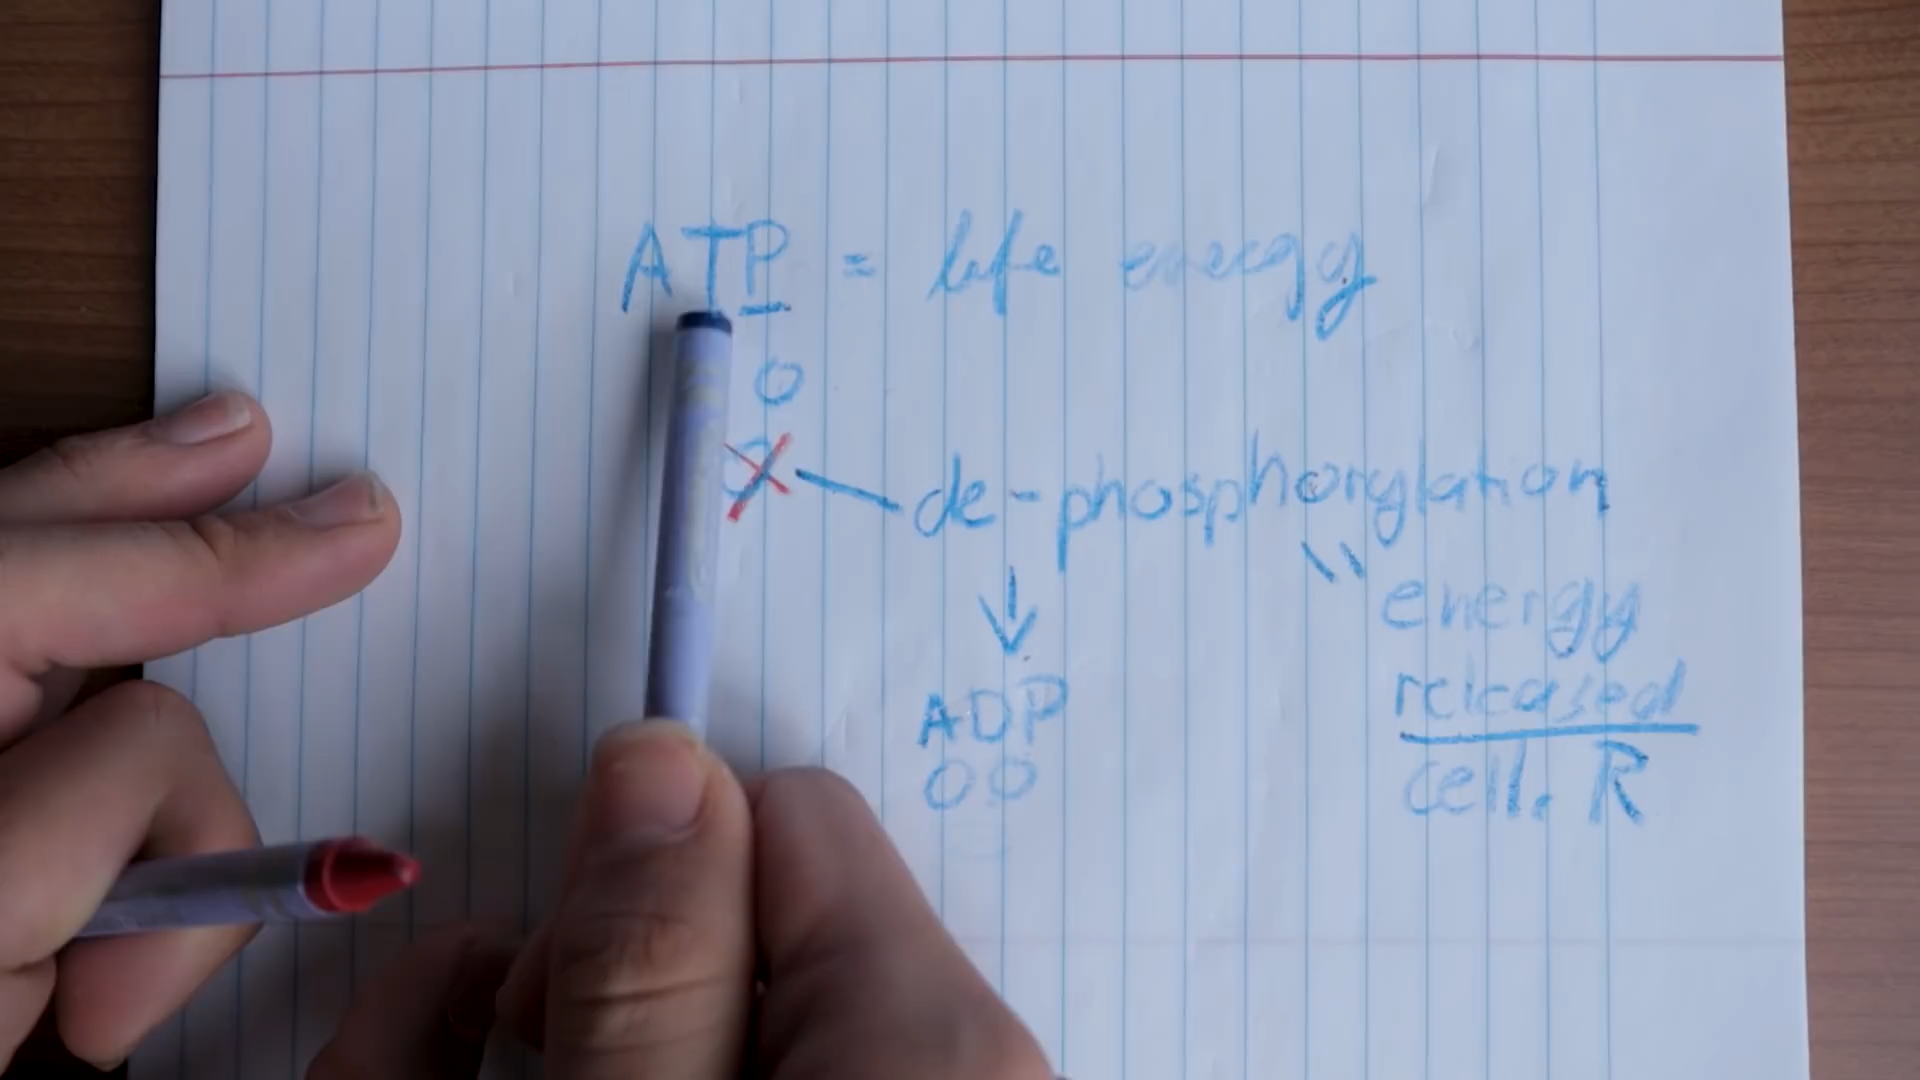 ATP = life energy
de-phosphorylation
energy
released
ADP
cell. R